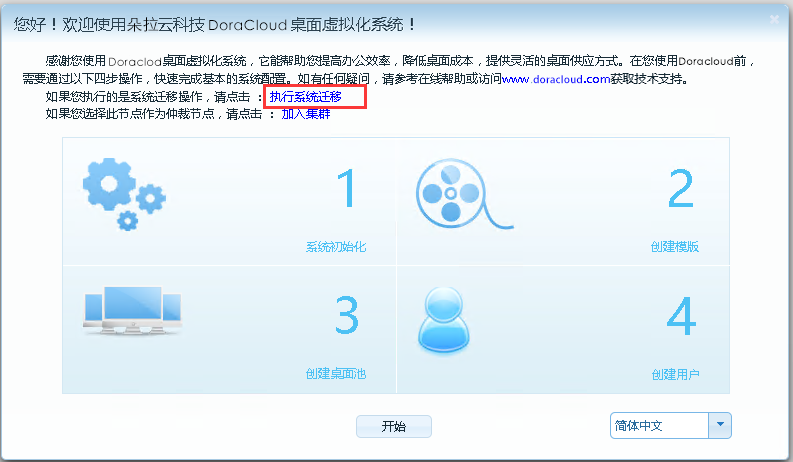 您好！欢迎使用朵拉云科技 DoraCloud 桌面虚拟化系统！
感谢您使用 Doraclod 桌面虚拟化系统，它能帮助您提高办公效率，降低桌面成本，提供灵活的桌面供应方式。在您使用Doracloud前，
需要通过以下四步操作，快速完成基本的系统配置。如有任何疑问，请参考在线帮助或访问www.doracloud.com获取技术支持。
如果您执行的是系统迁移操作，请点击 ： 执行系统迁移
如果您选择此节点作为仲裁节点，请点击 ： 加入集群
1
系统初始化
2
创建模版
3
创建桌面池
4
创建用户
开始
简体中文